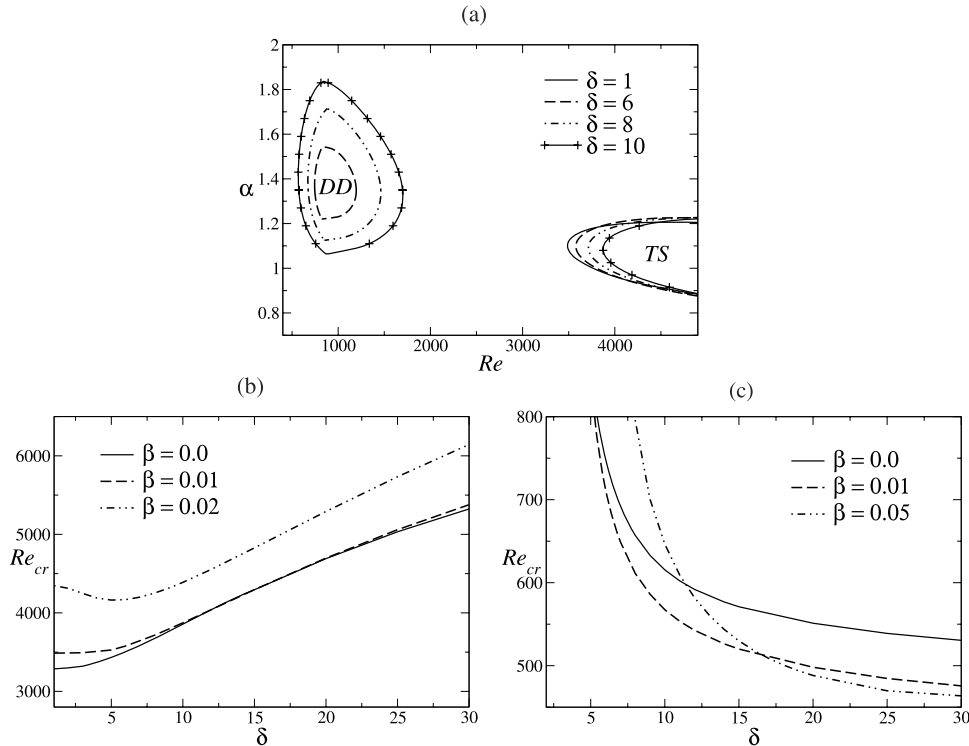 (a)
2
1.8
1.6
1.4
1.2
1
0.8
α
DD
TS
δ = 1
δ = 6
δ = 8
δ = 10
1000
2000
3000
4000
Re
(b)
6000
5000
4000
3000
Re_cr
β = 0.0
β = 0.01
β = 0.02
5
10
15
20
25
30
δ
(c)
800
700
600
500
Re_cr
β = 0.0
β = 0.01
β = 0.05
5
10
15
20
25
30
δ